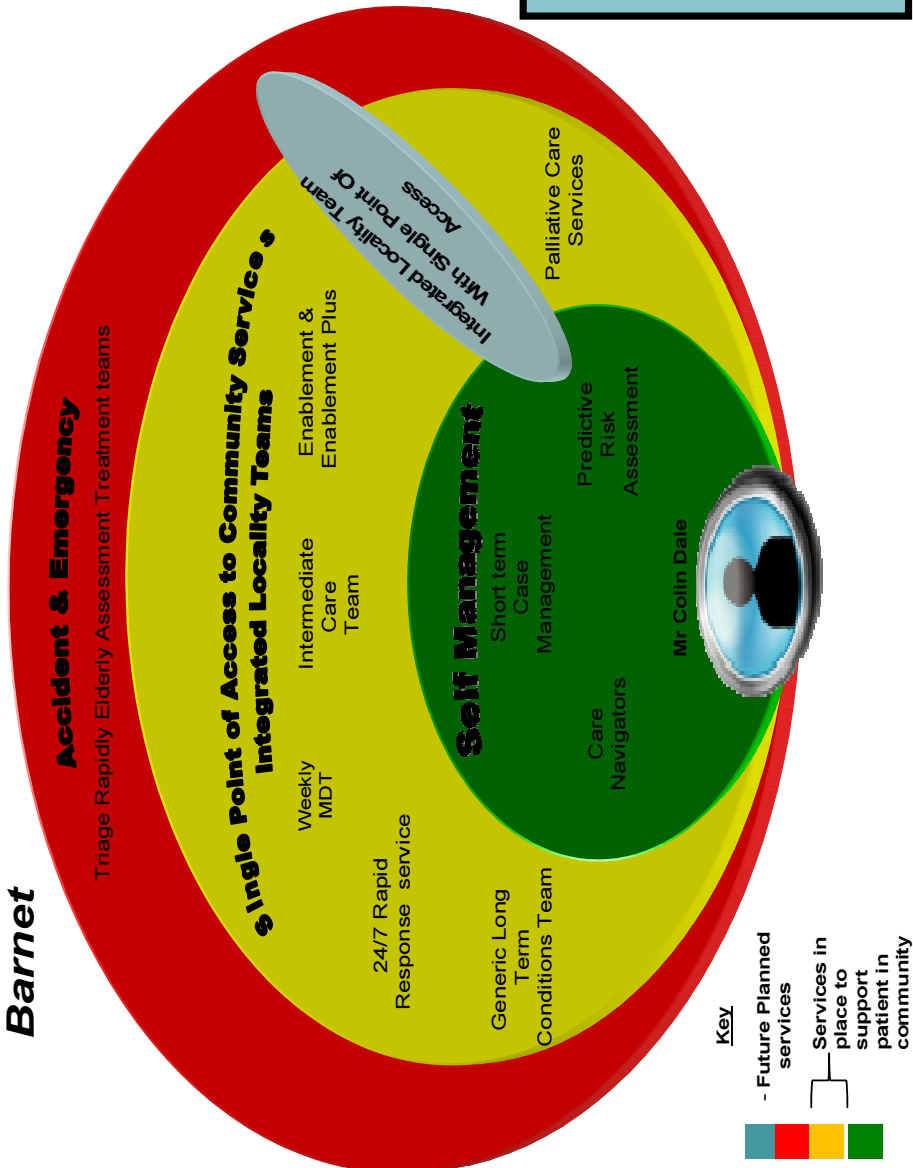 Barnet
Accident & Emergency
Triage Rapidly Elderly Assessment Treatment teams
Single Point of Access to Community Services
Integrated Locality Teams
Weekly
MDT
Intermediate
Care
Team
Enablement &
Enablement Plus
Integrated Locality Team
With Single Point Of
Access
24/7 Rapid
Response service
Generic Long
Term
Conditions Team
Palliative Care
Services
Self Management
Care
Navigators
Short term
Case
Management
Predictive
Risk
Assessment
Mr Colin Dale
Key
- Future Planned
services
Services in
place to
support
patient in
community